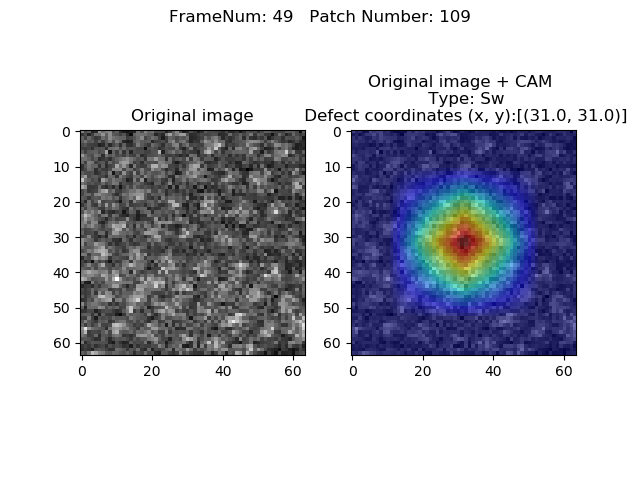 FrameNum: 49   Patch Number: 109
Original image
Original image + CAM
Type: Sw
Defect coordinates (x, y):[(31.0, 31.0)]
0
10
20
30
40
50
60
0 20 40 60
0
10
20
30
40
50
60
0 20 40 60